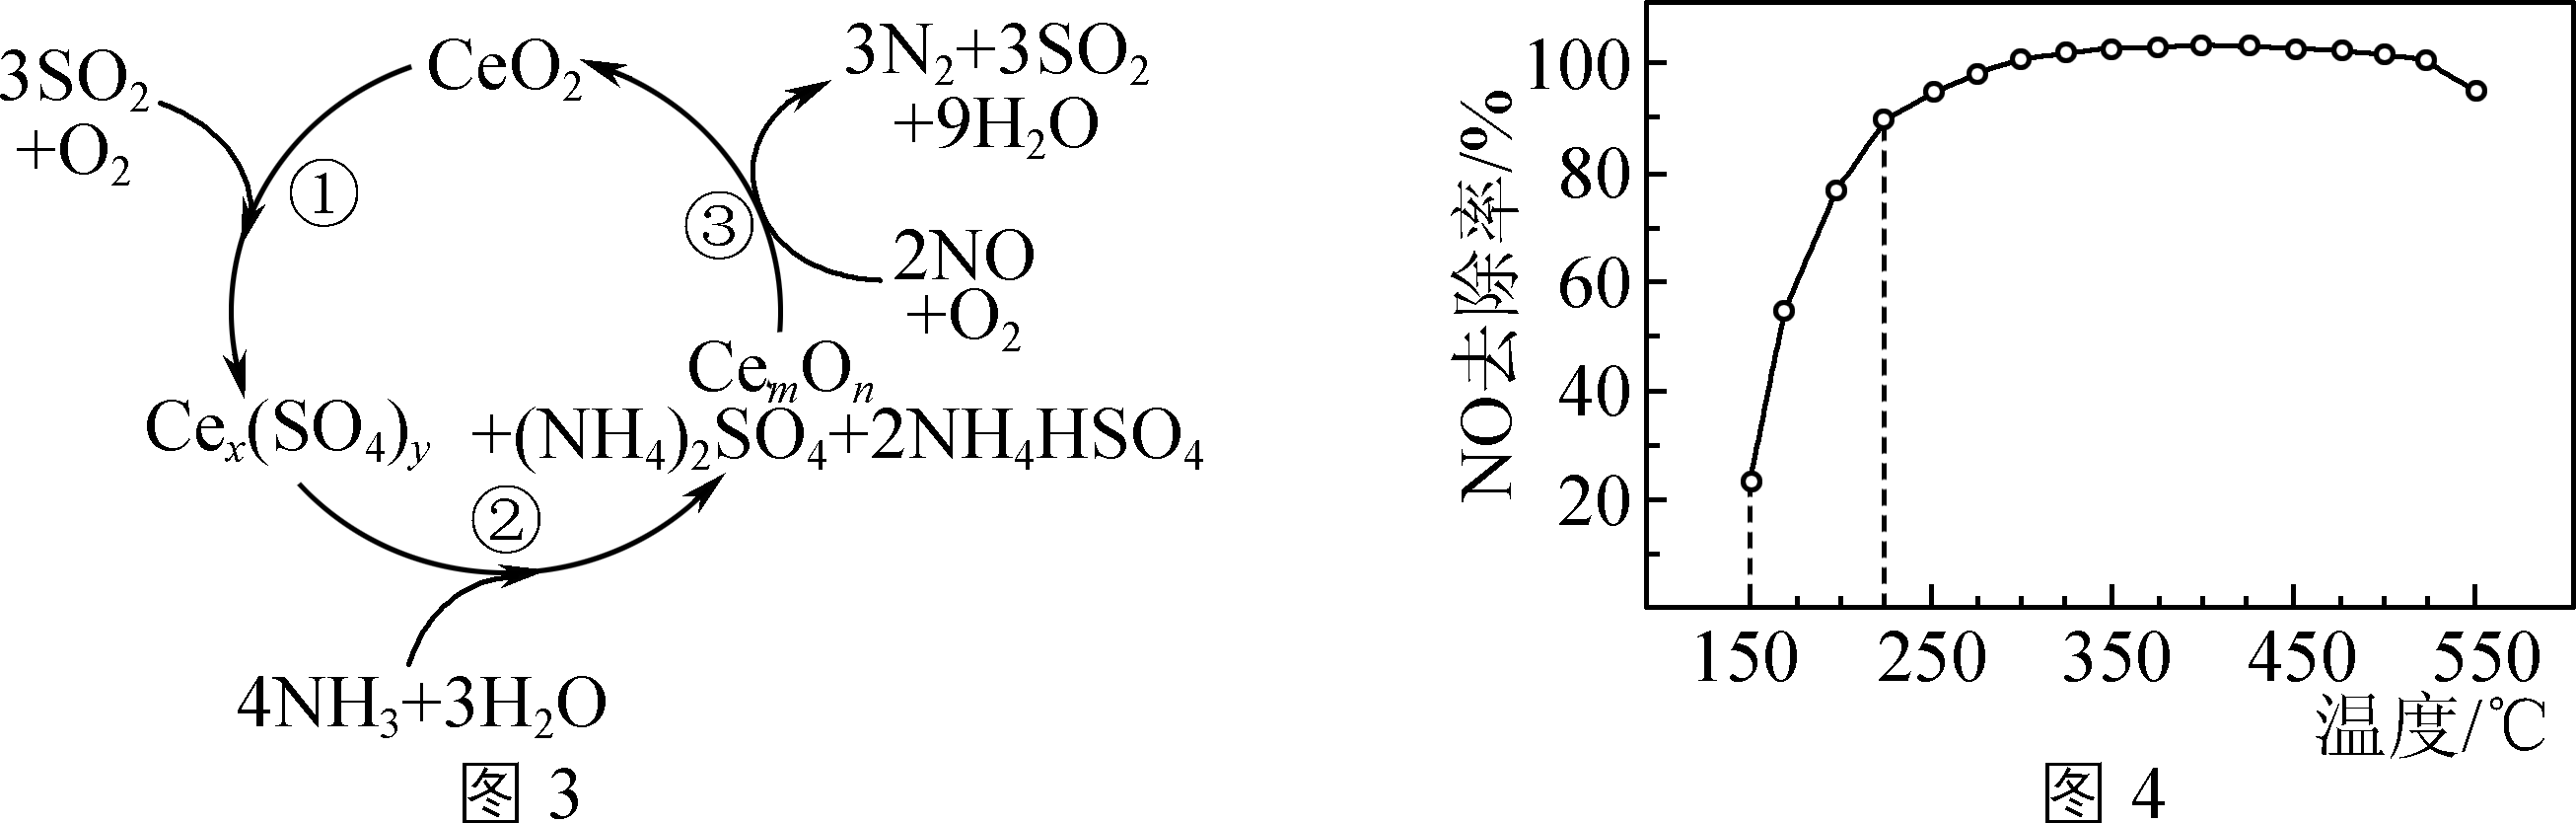 3SO₂
+O₂
CeO₂
3N₂+3SO₂
+9H₂O
①
③
2NO
+O₂
CeₘOₙ
Ceₓ(SO₄)ᵧ +(NH₄)₂SO₄+2NH₄HSO₄
②
4NH₃+3H₂O
图 3
NO去除率/%
100
80
60
40
20
150 250 350 450 550
温度/℃
图 4